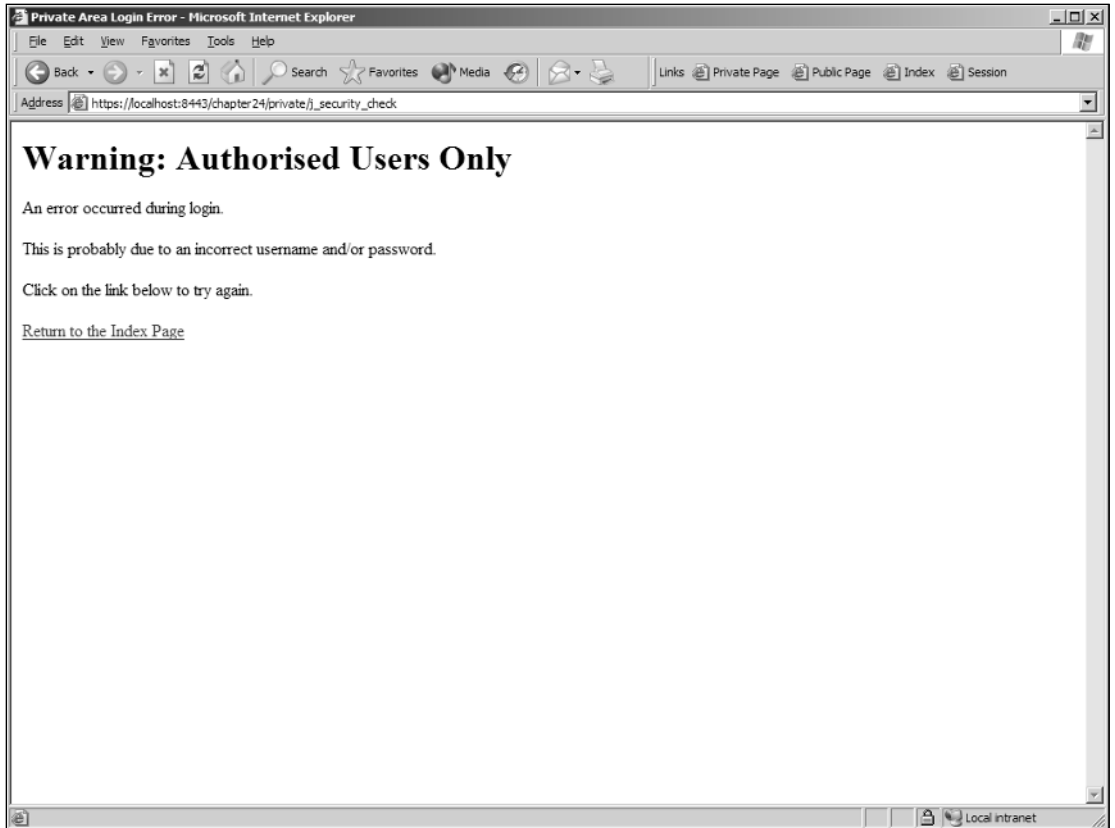 Private Area Login Error - Microsoft Internet Explorer
File Edit View Favorites Tools Help
Back Search Favorites Media Links Private Page Public Page Index Session
Address https://localhost:8443/chapter24/private/j_security_check
Warning: Authorised Users Only
An error occurred during login.
This is probably due to an incorrect username and/or password.
Click on the link below to try again.
Return to the Index Page
Local intranet